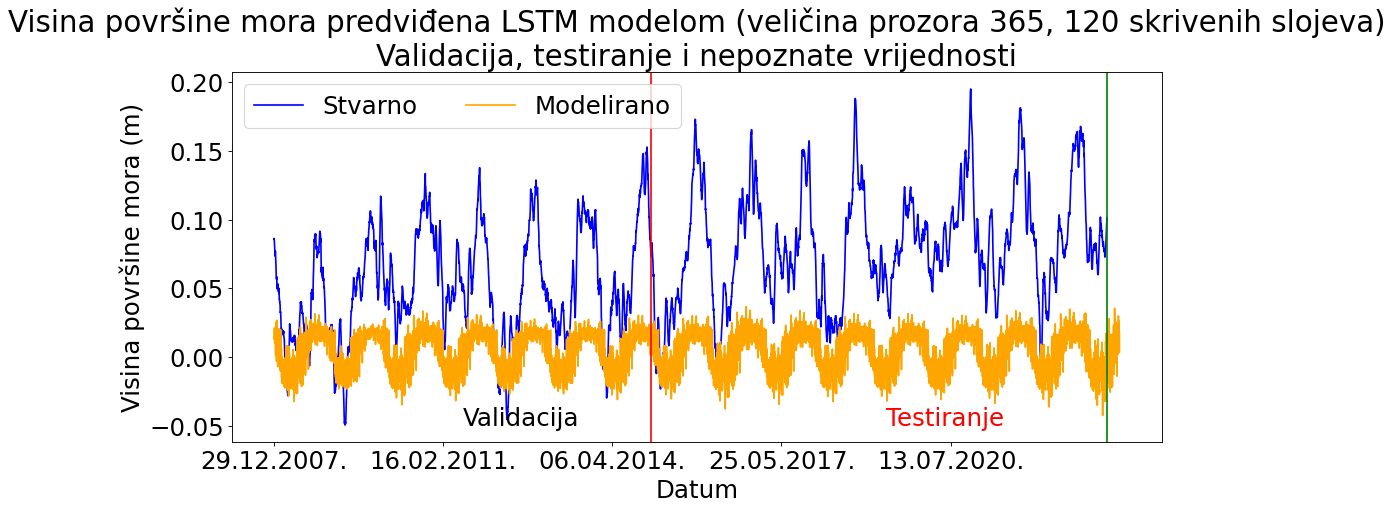 Visina površine mora predviđena LSTM modelom (veličina prozora 365, 120 skrivenih slojeva)
Validacija, testiranje i nepoznate vrijednosti
Stvarno
Modelirano
Visina površine mora (m)
0.20
0.15
0.10
0.05
0.00
−0.05
Validacija
Testiranje
29.12.2007.
16.02.2011.
06.04.2014.
25.05.2017.
13.07.2020.
Datum